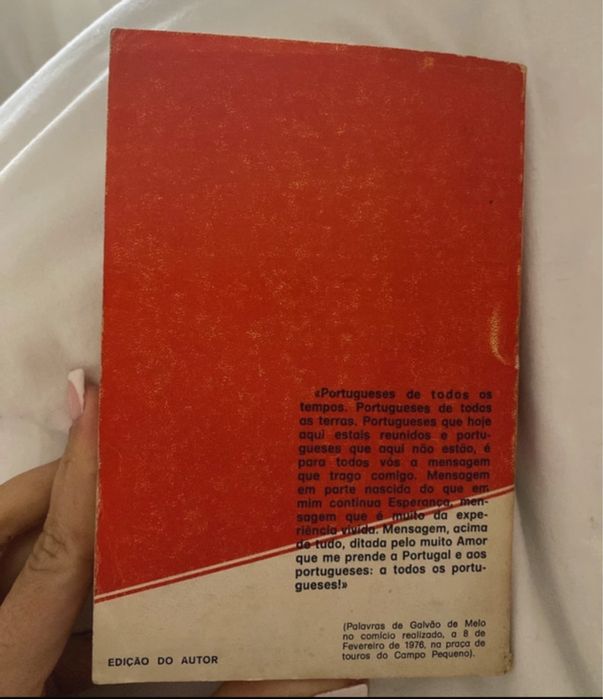 «Portugueses de todos os
tempos. Portugueses de todas
as terras. Portugueses que hoje
aqui estais reunidos e portu-
gueses que aqui não estão, é
para todos vós a mensagem
que trago comigo. Mensagem
em parte nascida do que em
mim continua Esperança, men-
sagem que é muito da expe-
riência vivida. Mensagem, acima
de tudo, ditada pelo muito Amor
que me prende a Portugal e aos
portugueses: a todos os portu-
gueses!»
(Palavras de Galvão de Melo
no comício realizado, a 8 de
Fevereiro de 1976, na praça de
touros do Campo Pequeno).
EDIÇÃO DO AUTOR